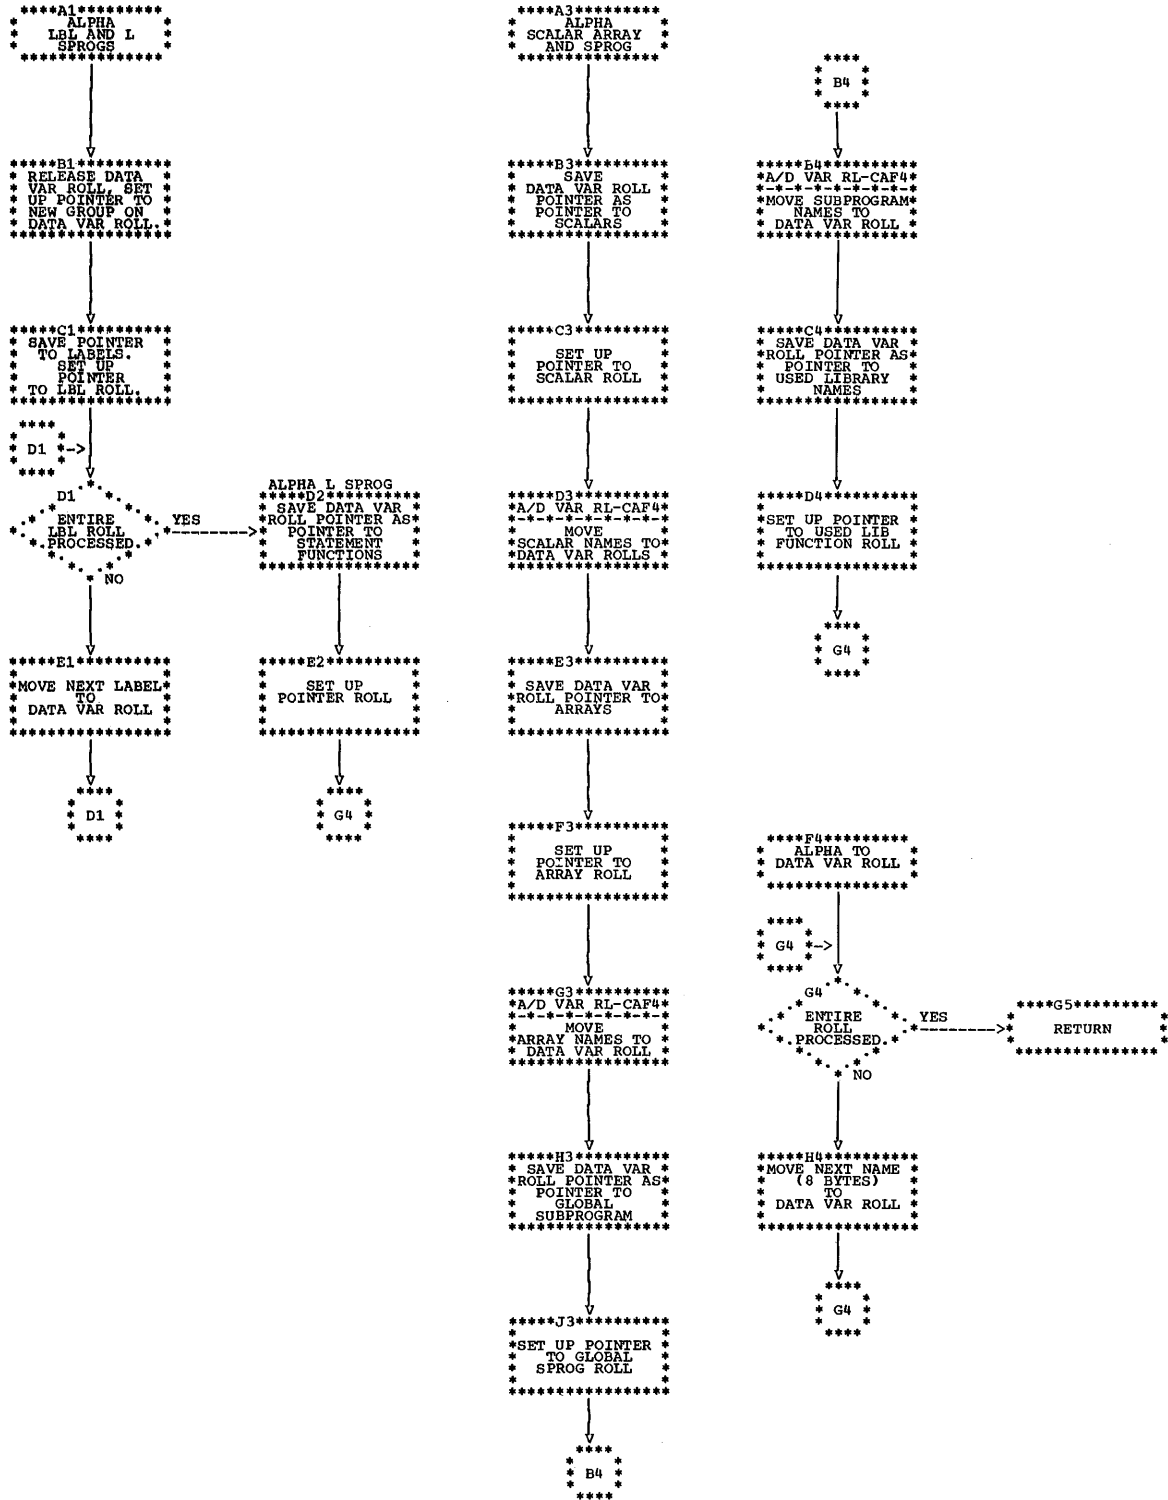 A1
ALPHA
LBL AND L
SPROGS
B1
RELEASE DATA
VAR ROLL, SET
UP POINTER TO
NEW GROUP ON
DATA VAR ROLL.
C1
SAVE POINTER
TO LABELS.
SET UP
POINTER
TO LBL ROLL.
D1 -->
D1
ENTIRE
LBL ROLL
PROCESSED
YES
NO
E1
MOVE NEXT LABEL
TO
DATA VAR ROLL
D1
ALPHA L SPROG
D2
SAVE DATA VAR
ROLL POINTER AS
POINTER TO
STATEMENT
FUNCTIONS
E2
SET UP
POINTER ROLL
G4
A3
ALPHA
SCALAR ARRAY
AND SPROG
B3
SAVE
DATA VAR ROLL
POINTER AS
POINTER TO
SCALARS
C3
SET UP
POINTER TO
SCALAR ROLL
D3
A/D VAR RL-CAF4
MOVE
SCALAR NAMES TO
DATA VAR ROLLS
E3
SAVE DATA VAR
ROLL POINTER TO
ARRAYS
F3
SET UP
POINTER TO
ARRAY ROLL
G3
A/D VAR RL-CAF4
MOVE
ARRAY NAMES TO
DATA VAR ROLL
H3
SAVE DATA VAR
ROLL POINTER AS
POINTER TO
GLOBAL
SUBPROGRAM
J3
SET UP POINTER
TO GLOBAL
SPROG ROLL
B4
B4
B4
A/D VAR RL-CAF4
MOVE SUBPROGRAM
NAMES TO
DATA VAR ROLL
C4
SAVE DATA VAR
ROLL POINTER AS
POINTER TO
USED LIBRARY
NAMES
D4
SET UP POINTER
TO USED LIB
FUNCTION ROLL
G4
F4
ALPHA TO
DATA VAR ROLL
G4 -->
G4
ENTIRE
ROLL
PROCESSED
YES
NO
G5
RETURN
H4
MOVE NEXT NAME
(8 BYTES)
TO
DATA VAR ROLL
G4